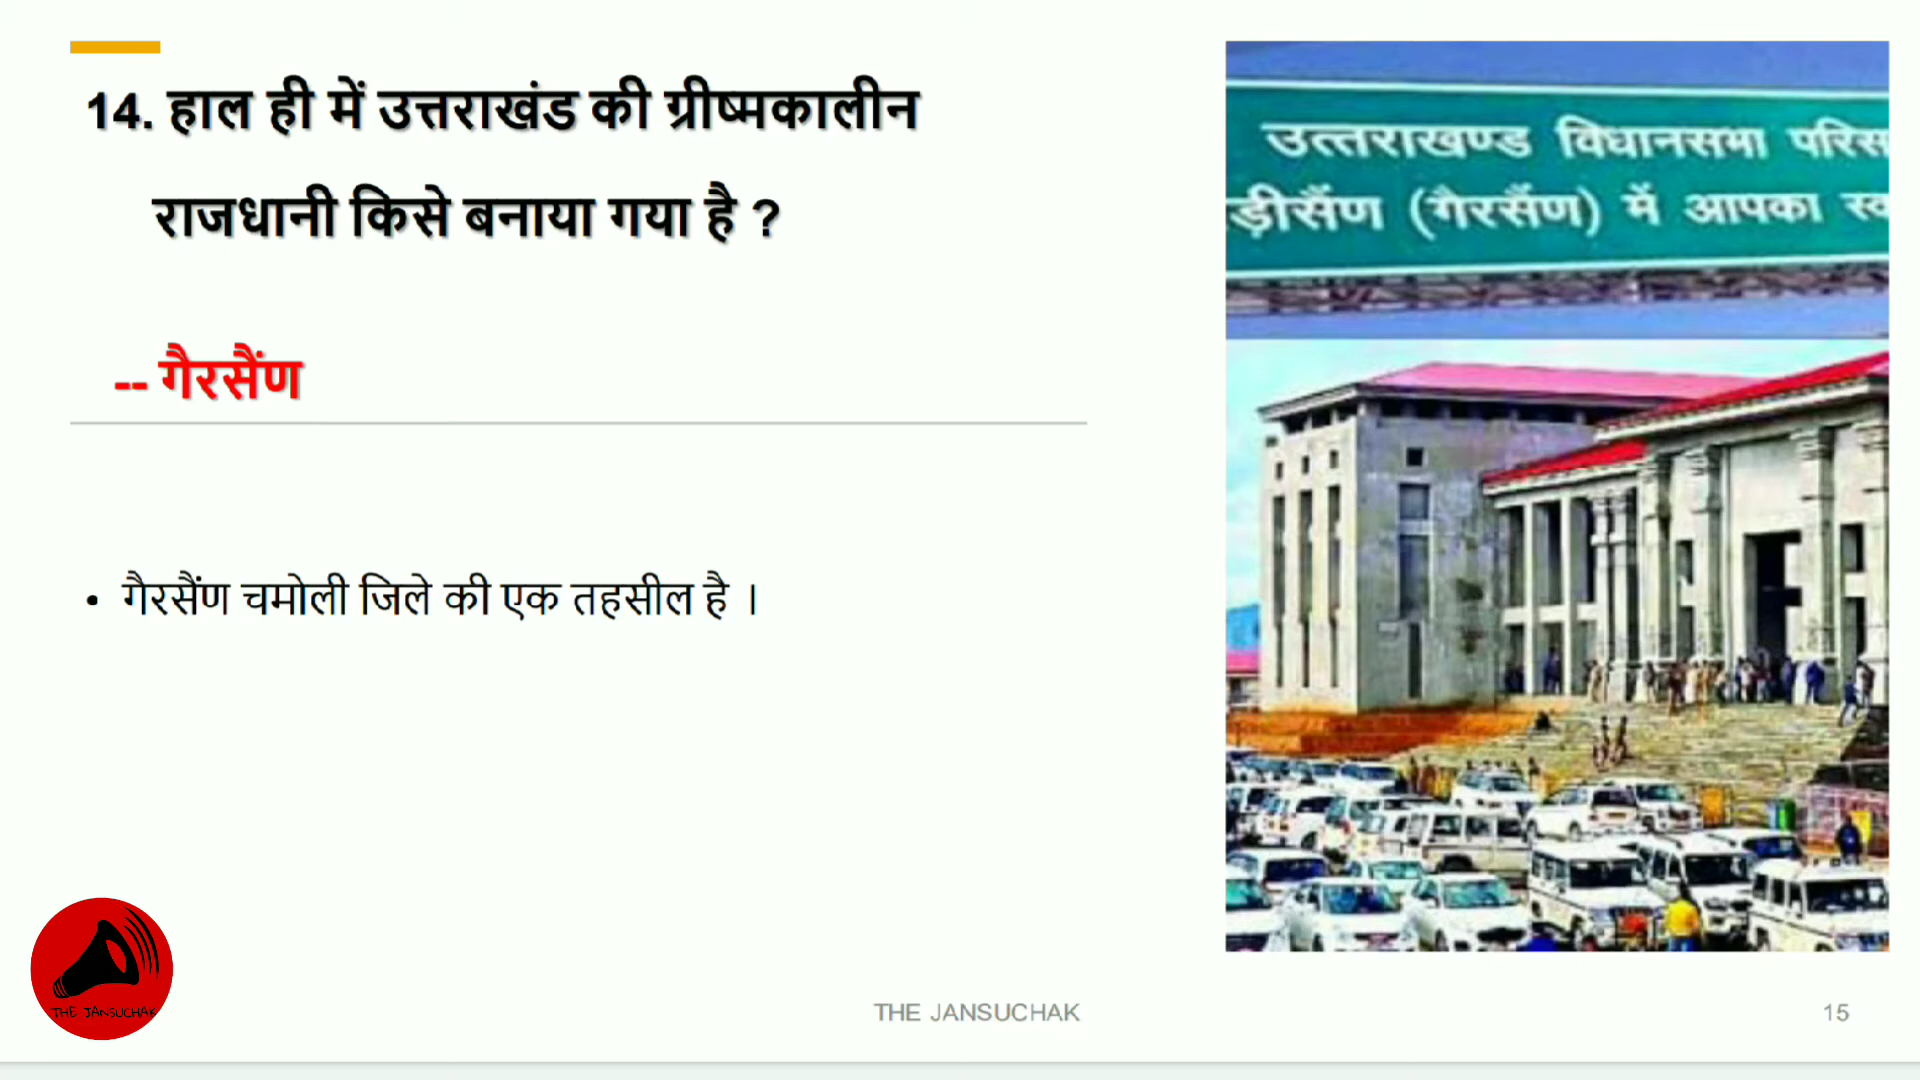 14. हाल ही में उत्तराखंड की ग्रीष्मकालीन
राजधानी किसे बनाया गया है ?
-- गैरसैंण
• गैरसैंण चमोली जिले की एक तहसील है ।
उत्तराखण्ड विधानसभा परिस
ड़ीसैंण (गैरसैंण) में आपका स्व
THE JANSUCHAK
THE JANSUCHAK
15